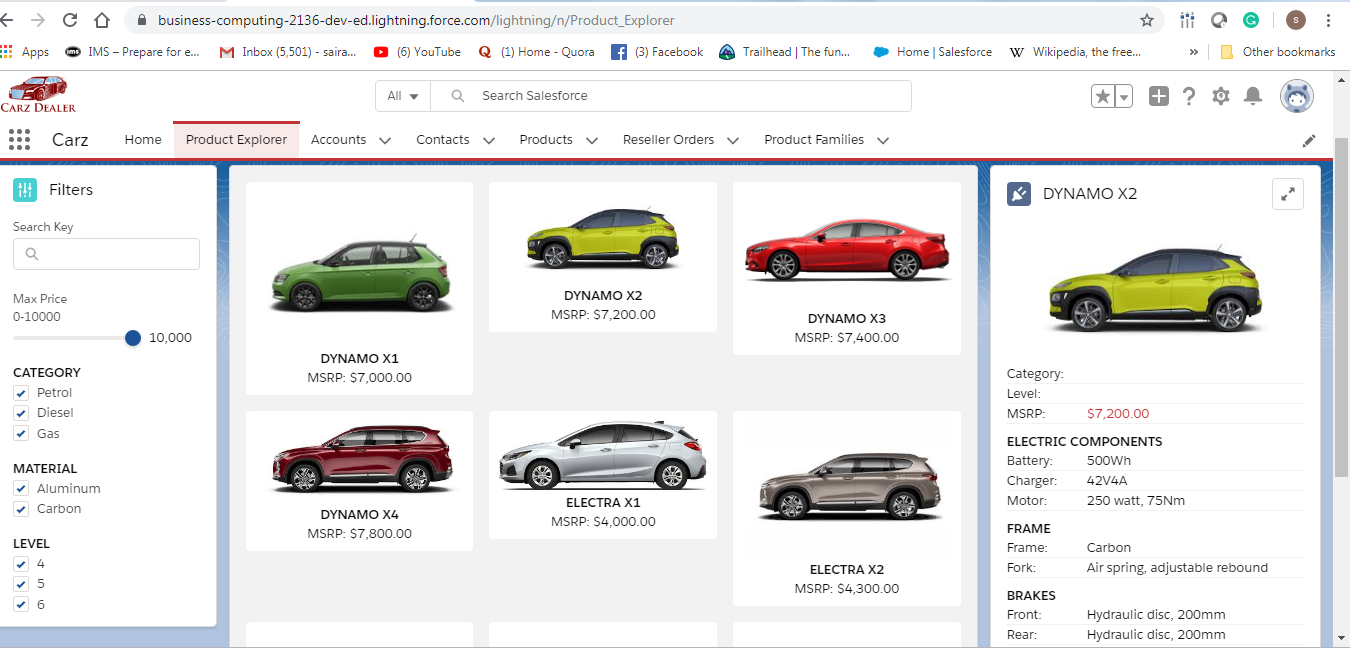 business-computing-2136-dev-ed.lightning.force.com/lightning/n/Product_Explorer
S
Apps
ims
IMS – Prepare for e...
Inbox (5,501) - saira...
(6) YouTube
(1) Home - Quora
(3) Facebook
Trailhead | The fun...
Home | Salesforce
W
Wikipedia, the free...
»
Other bookmarks
CARZ DEALER
All
Search Salesforce
Carz
Home
Product Explorer
Accounts
Contacts
Products
Reseller Orders
Product Families
Filters
Search Key
Max Price
0-10000
10,000
CATEGORY
Petrol
Diesel
Gas
MATERIAL
Aluminum
Carbon
LEVEL
4
5
6
DYNAMO X1
MSRP: $7,000.00
DYNAMO X2
MSRP: $7,200.00
DYNAMO X3
MSRP: $7,400.00
DYNAMO X4
MSRP: $7,800.00
ELECTRA X1
MSRP: $4,000.00
ELECTRA X2
MSRP: $4,300.00
DYNAMO X2
Category:
Level:
MSRP: $7,200.00
ELECTRIC COMPONENTS
Battery: 500Wh
Charger: 42V4A
Motor: 250 watt, 75Nm
FRAME
Frame: Carbon
Fork: Air spring, adjustable rebound
BRAKES
Front: Hydraulic disc, 200mm
Rear: Hydraulic disc, 200mm